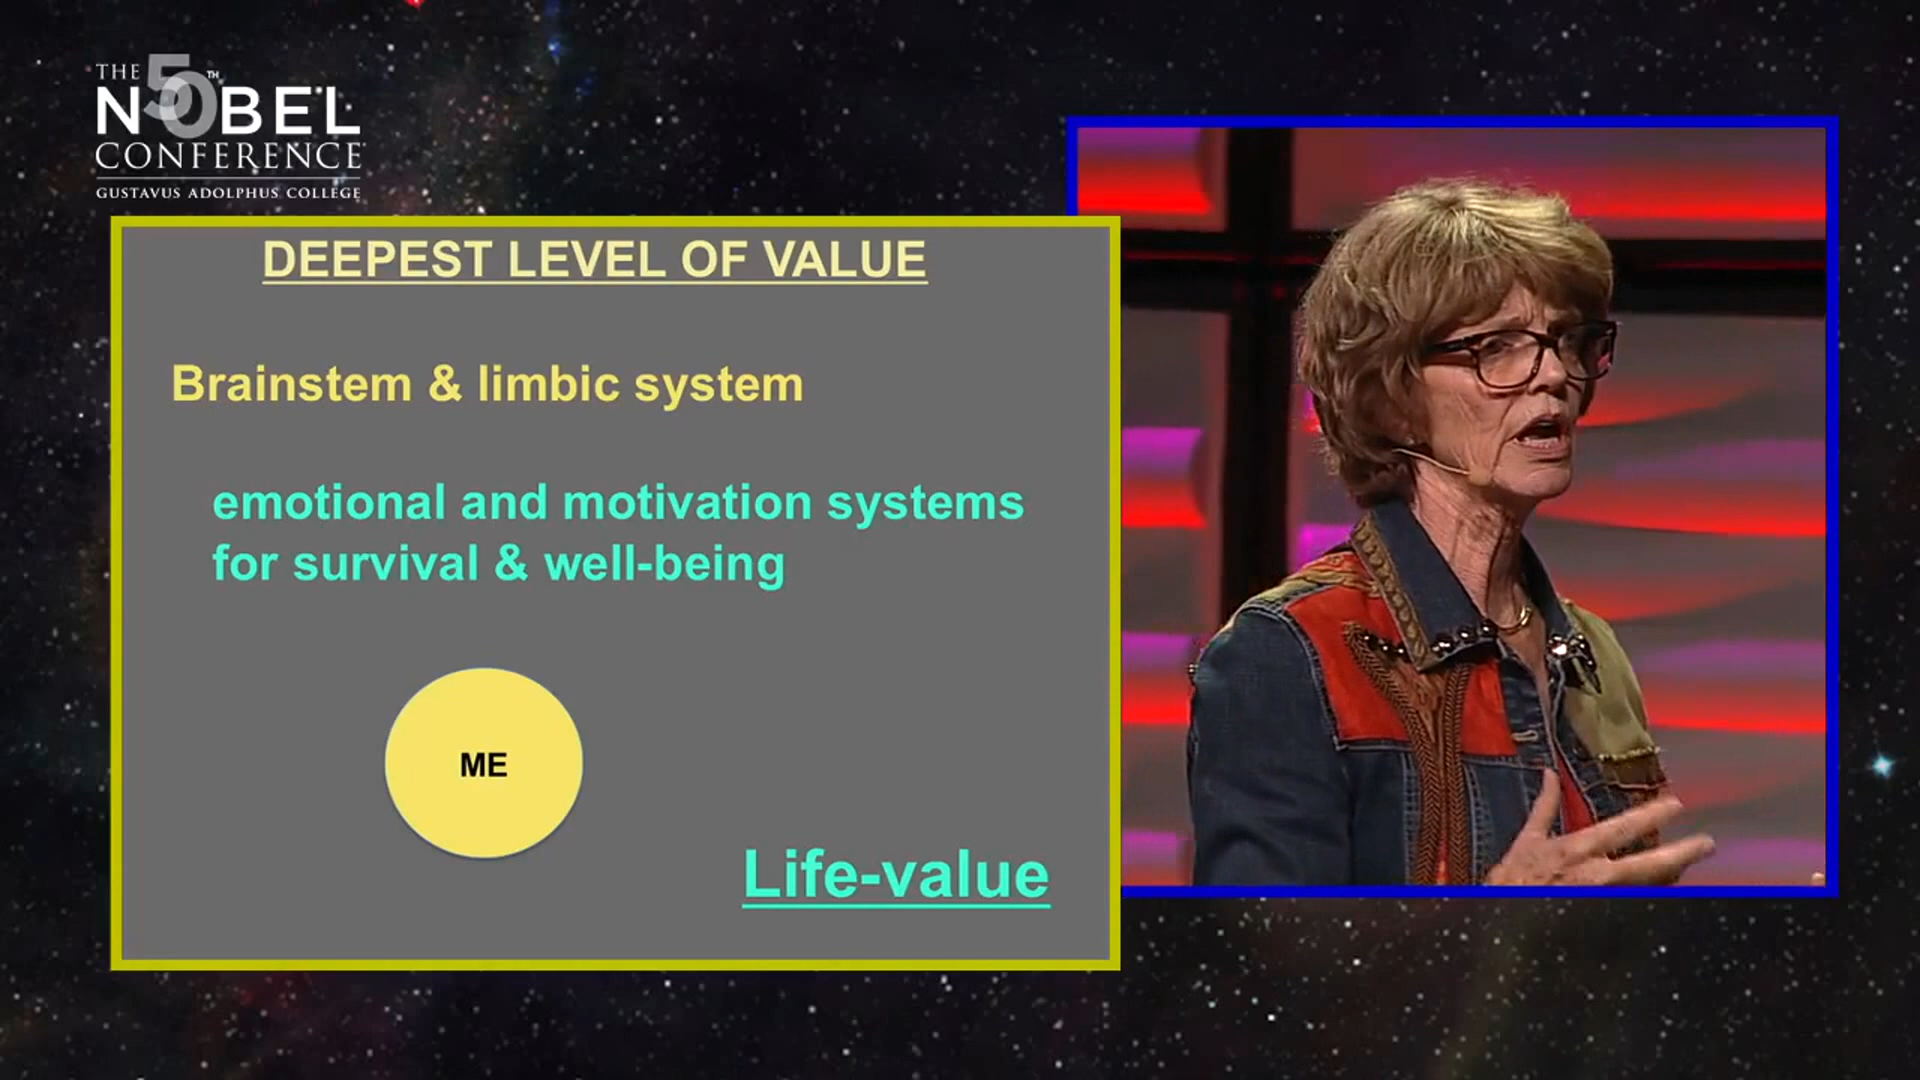 THE 50TH
NOBEL
CONFERENCE
GUSTAVUS ADOLPHUS COLLEGE
DEEPEST LEVEL OF VALUE
Brainstem & limbic system
emotional and motivation systems
for survival & well-being
ME
Life-value